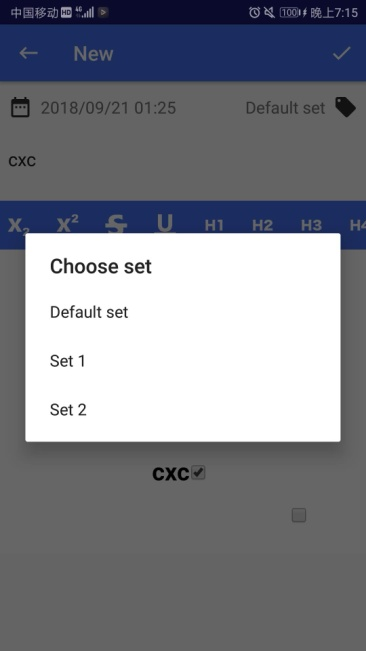 中国移动 HD 4G 100 晚上7:15
New
2018/09/21 01:25 Default set
cxc
X₂ X² S U H1 H2 H3 H4
Choose set
Default set
Set 1
Set 2
cxc